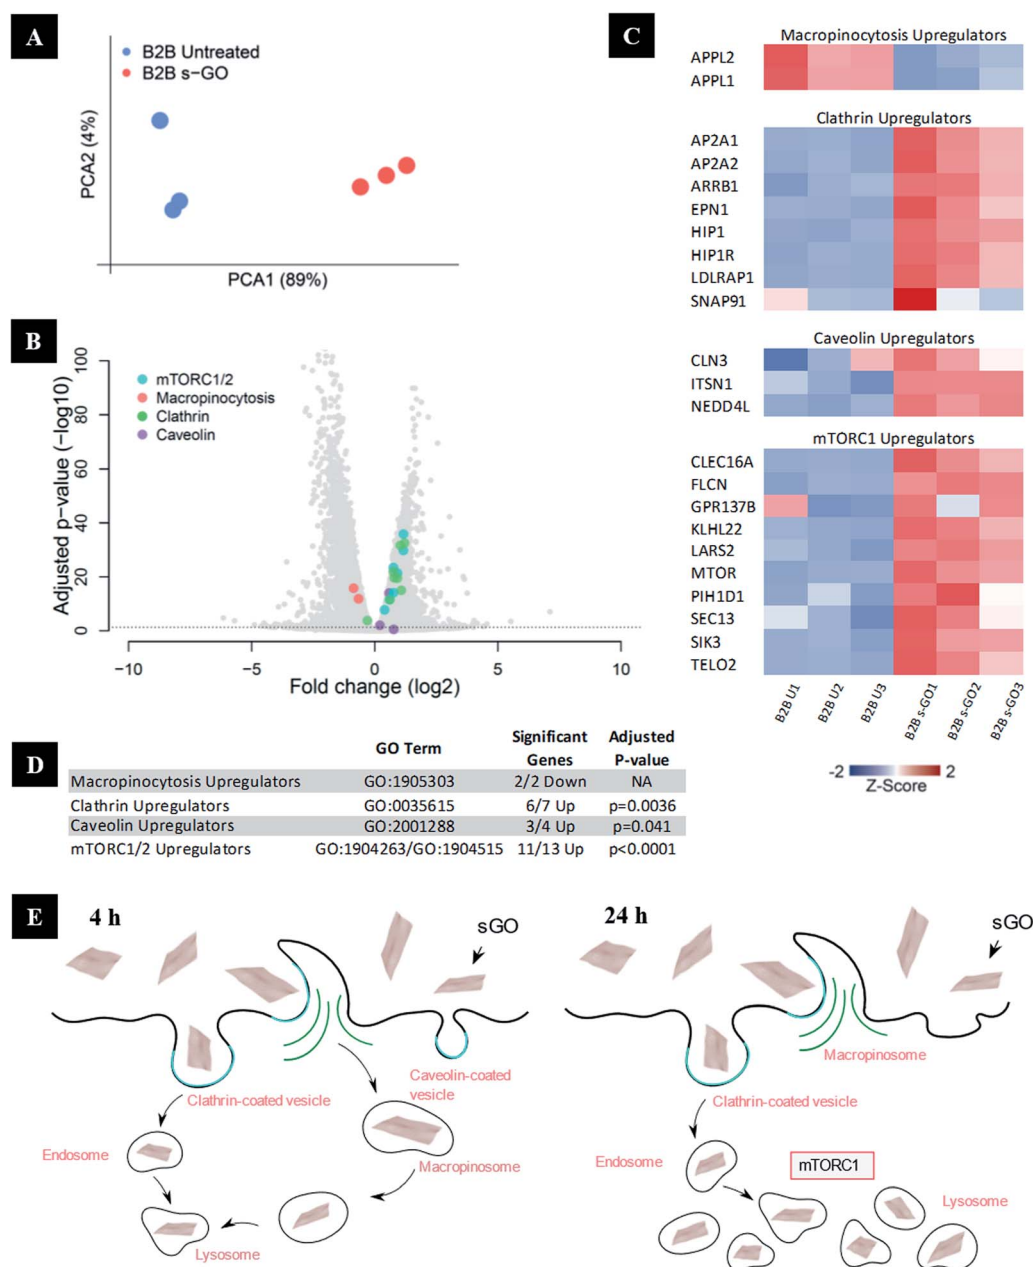 A
B2B Untreated
B2B s-GO
PCA2 (4%)
PCA1 (89%)
B
Adjusted p-value (-log10)
100
80
60
40
20
0
mTORC1/2
Macropinocytosis
Clathrin
Caveolin
-10 -5 0 5 10
Fold change (log2)
C
Macropinocytosis Upregulators
APPL2
APPL1
Clathrin Upregulators
AP2A1
AP2A2
ARRB1
EPN1
HIP1
HIP1R
LDLRAP1
SNAP91
Caveolin Upregulators
CLN3
ITSN1
NEDD4L
mTORC1 Upregulators
CLEC16A
FLCN
GPR137B
KLHL22
LARS2
MTOR
PIH1D1
SEC13
SIK3
TELO2
B2B U1 B2B U2 B2B U3 B2B s-GO1 B2B s-GO2 B2B s-GO3
-2 2
Z-Score
D
GO Term Significant Genes Adjusted P-value
Macropinocytosis Upregulators GO:1905303 2/2 Down NA
Clathrin Upregulators GO:0035615 6/7 Up p=0.0036
Caveolin Upregulators GO:2001288 3/4 Up p=0.041
mTORC1/2 Upregulators GO:1904263/GO:1904515 11/13 Up p<0.0001
E
4 h
sGO
Clathrin-coated vesicle
Caveolin-coated
vesicle
Endosome
Macropinosome
Lysosome
24 h
sGO
Macropinosome
Clathrin-coated vesicle
Endosome
mTORC1
Lysosome